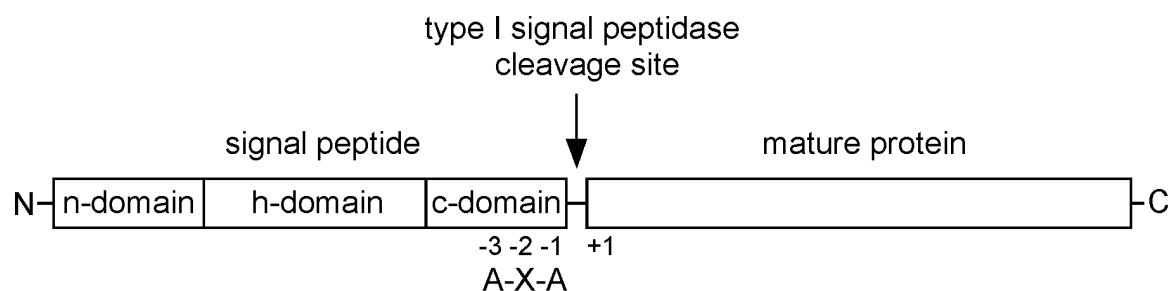 type I signal peptidase
cleavage site
signal peptide
mature protein
N
n-domain
h-domain
c-domain
C
-3 -2 -1
+1
A-X-A